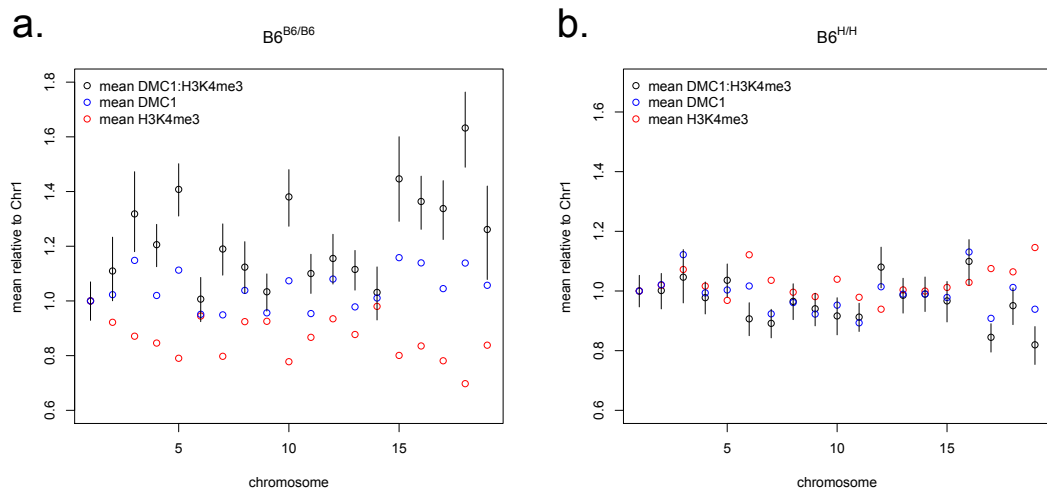 a.
B6^B6/B6
mean DMC1:H3K4me3
mean DMC1
mean H3K4me3
mean relative to Chr1
0.6 0.8 1.0 1.2 1.4 1.6 1.8
5 10 15
chromosome
b.
B6^H/H
mean DMC1:H3K4me3
mean DMC1
mean H3K4me3
mean relative to Chr1
0.6 0.8 1.0 1.2 1.4 1.6
5 10 15
chromosome